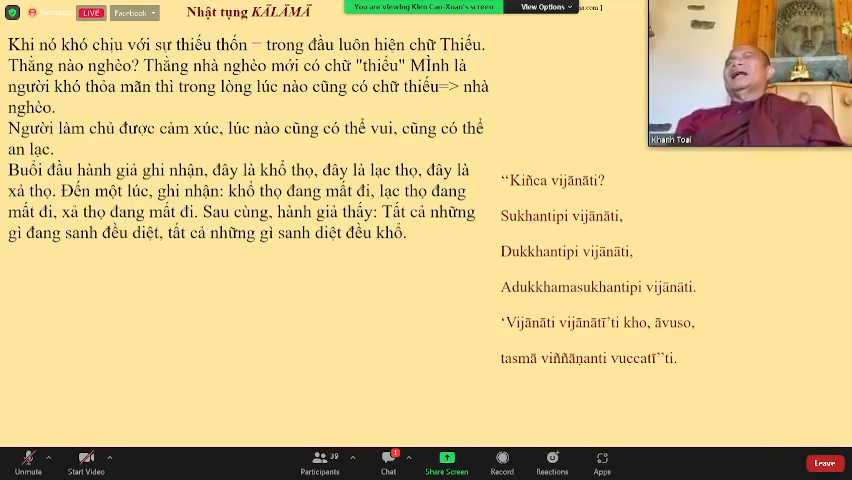 LIVE
Facebook
Nhật tụng KĀLĀMĀ
You are viewing Kien Cao-Xuan's screen
View Options
Khi nó khó chịu với sự thiếu thốn = trong đầu luôn hiện chữ Thiếu.
Thằng nào nghèo? Thằng nhà nghèo mới có chữ "thiếu" MÌnh là
người khó thỏa mãn thì trong lòng lúc nào cũng có chữ thiếu=> nhà
nghèo.
Người làm chủ được cảm xúc, lúc nào cũng có thể vui, cũng có thể
an lạc.
Buổi đầu hành giả ghi nhận, đây là khổ thọ, đây là lạc thọ, đây là
xả thọ. Đến một lúc, ghi nhận: khổ thọ đang mất đi, lạc thọ đang
mất đi, xả thọ đang mất đi. Sau cùng, hành giả thấy: Tất cả những
gì đang sanh đều diệt, tất cả những gì sanh diệt đều khổ.
Khanh Toai
‘‘Kiñca vijānāti?
Sukhantipi vijānāti,
Dukkhantipi vijānāti,
Adukkhamasukhantipi vijānāti.
‘Vijānāti vijānātī’ti kho, āvuso,
tasmā viññāṇanti vuccatī’’ti.
Unmute
Start Video
Participants
39
Chat
1
Share Screen
Record
Reactions
Apps
Leave